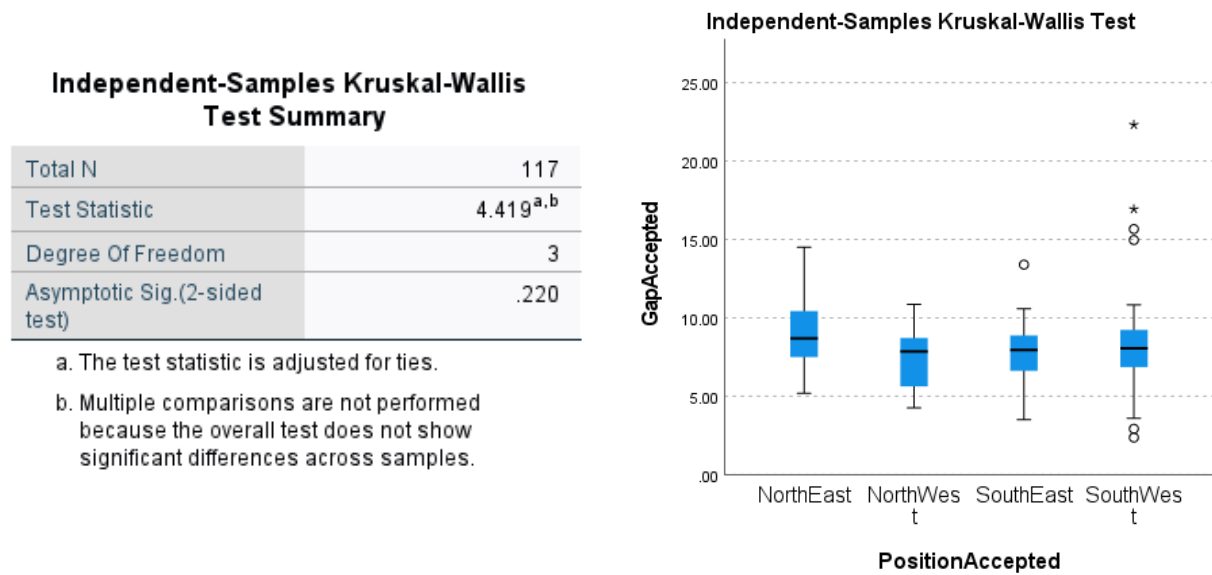 Independent-Samples Kruskal-Wallis
Test Summary
Total N 117
Test Statistic 4.419a,b
Degree Of Freedom 3
Asymptotic Sig.(2-sided
test) .220
a. The test statistic is adjusted for ties.
b. Multiple comparisons are not performed
because the overall test does not show
significant differences across samples.
Independent-Samples Kruskal-Wallis Test
GapAccepted
25.00
20.00
15.00
10.00
5.00
.00
NorthEast NorthWes SouthEast SouthWes
t t
PositionAccepted